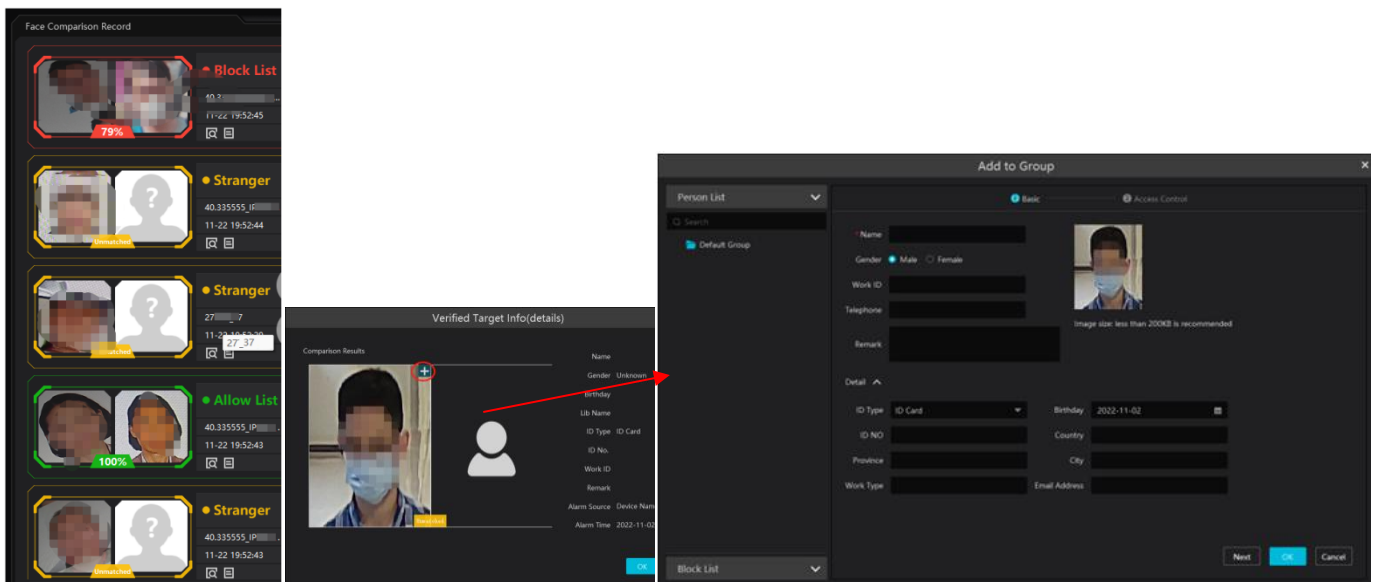 Face Comparison Record
Block List
11-22 19:52:45
79%
Stranger
40.335555_IP
11-22 19:52:44
Unmatched
Stranger
27 7
27_37
Allow List
40.335555_IP
11-22 19:52:43
100%
Stranger
40.335555_IP
11-22 19:52:43
Unmatched
Verified Target Info(details)
Comparison Results
Name
Gender Unknown
Birthday
Lib Name
ID Type ID Card
ID No.
Work ID
Remark
Alarm Source Device Nam
Alarm Time 2022-11-02
OK
Add to Group
Person List
Search
Default Group
Block List
1 Basic
2 Access Control
*Name
Gender Male Female
Work ID
Telephone
Remark
Image size: less than 200KB is recommended
Detail
ID Type ID Card Birthday 2022-11-02
ID NO Country
Province City
Work Type Email Address
Next OK Cancel